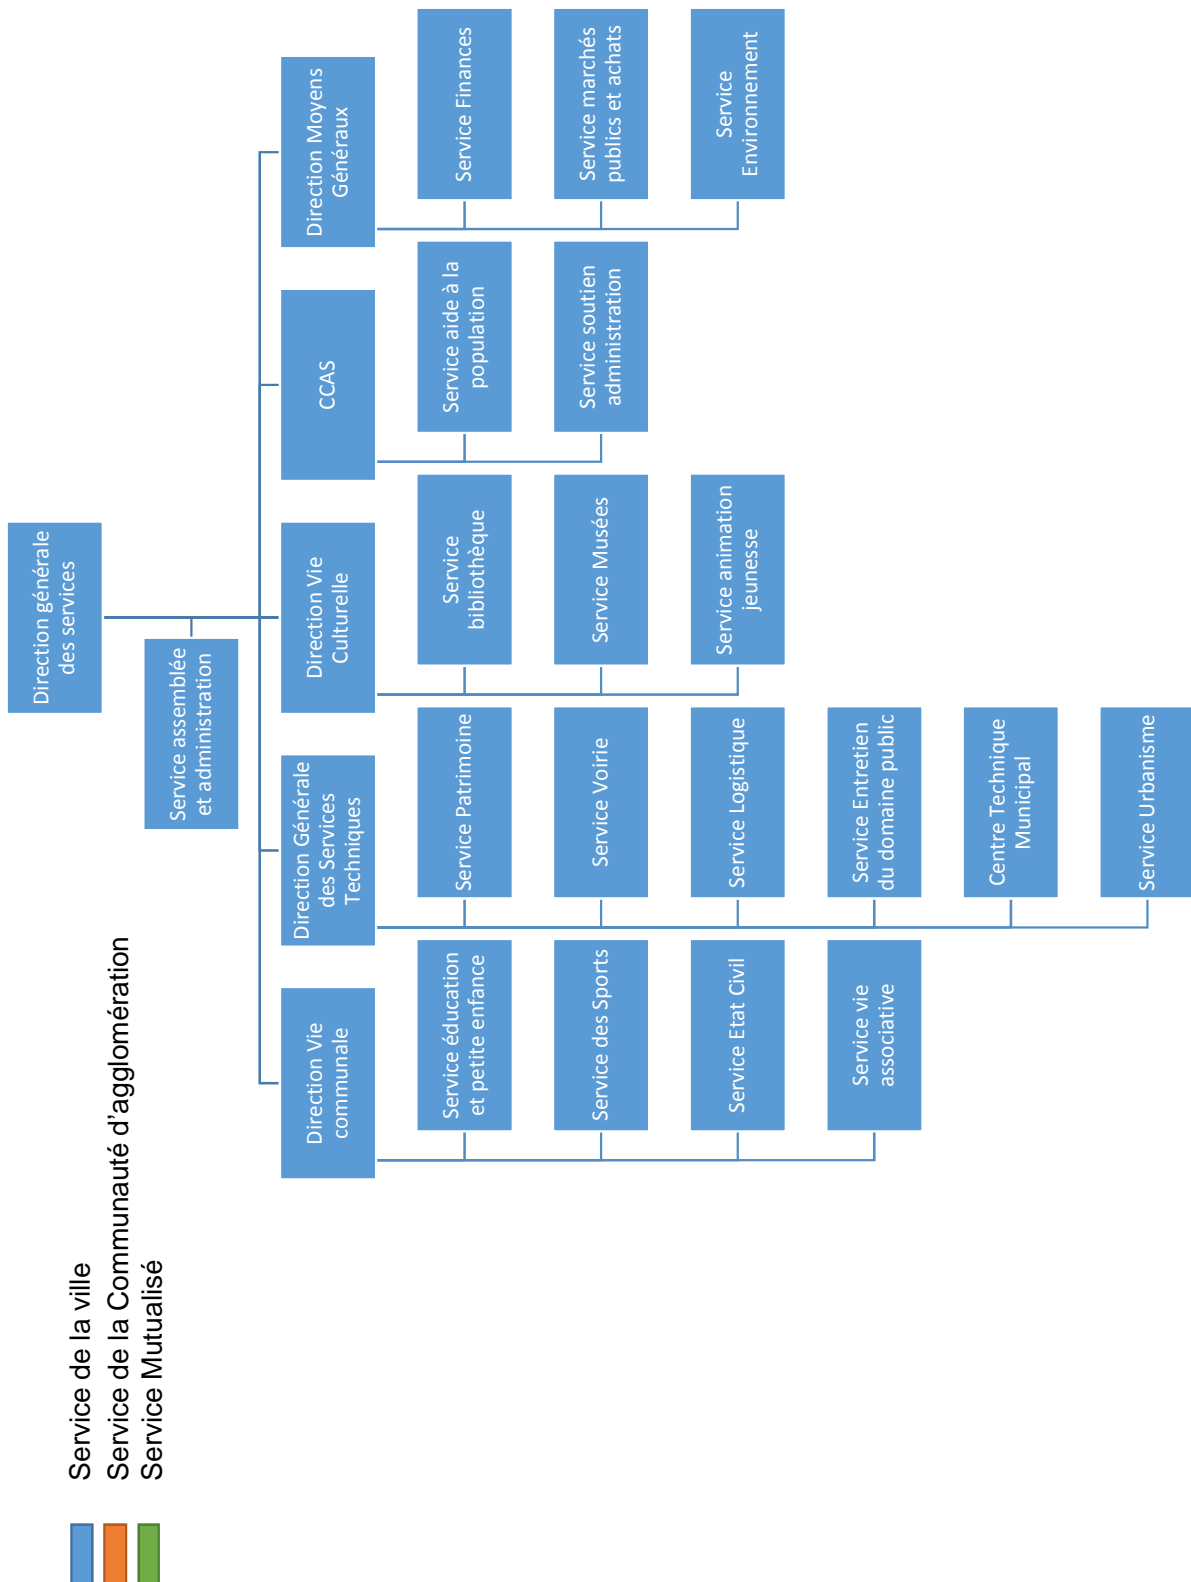 Service de la ville
Service de la Communauté d'agglomération
Service Mutualisé
Direction générale
des services
Service assemblée
et administration
Direction Vie
communale
Service éducation
et petite enfance
Service des Sports
Service Etat Civil
Service vie
associative
Direction Générale
des Services
Techniques
Service Patrimoine
Service Voirie
Service Logistique
Service Entretien
du domaine public
Centre Technique
Municipal
Service Urbanisme
Direction Vie
Culturelle
Service
bibliothèque
Service Musées
Service animation
jeunesse
CCAS
Service aide à la
population
Service soutien
administration
Direction Moyens
Généraux
Service Finances
Service marchés
publics et achats
Service
Environnement